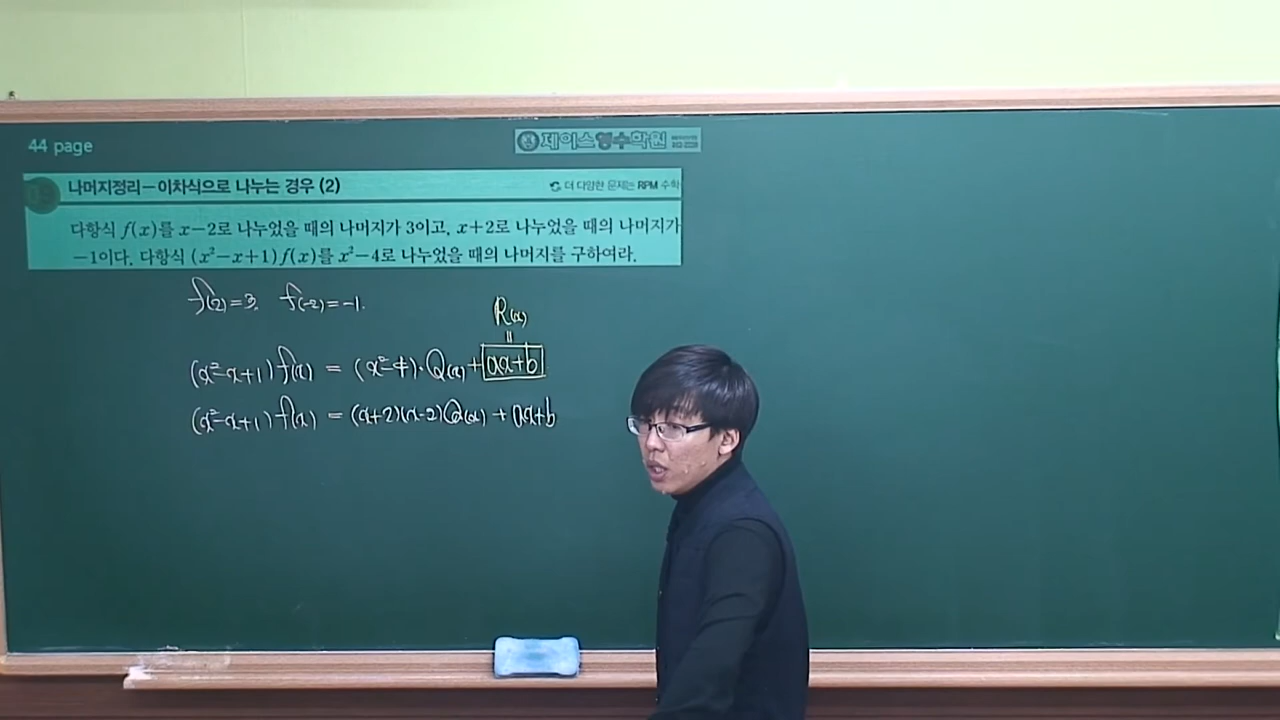 44 page
제이스영수학원
나머지정리-이차식으로 나누는 경우 (2)
더 다양한 문제는 RPM 수학
다항식 f(x)를 x-2로 나누었을 때의 나머지가 3이고, x+2로 나누었을 때의 나머지가
-1이다. 다항식 (x²-x+1)f(x)를 x²-4로 나누었을 때의 나머지를 구하여라.
f(2)=3. f(-2)=-1.
R(x)
=
(x²-x+1)f(x) = (x²-4)·Q(x)+ax+b
(x²-x+1)f(x) = (x+2)(x-2)Q(x)+ax+b